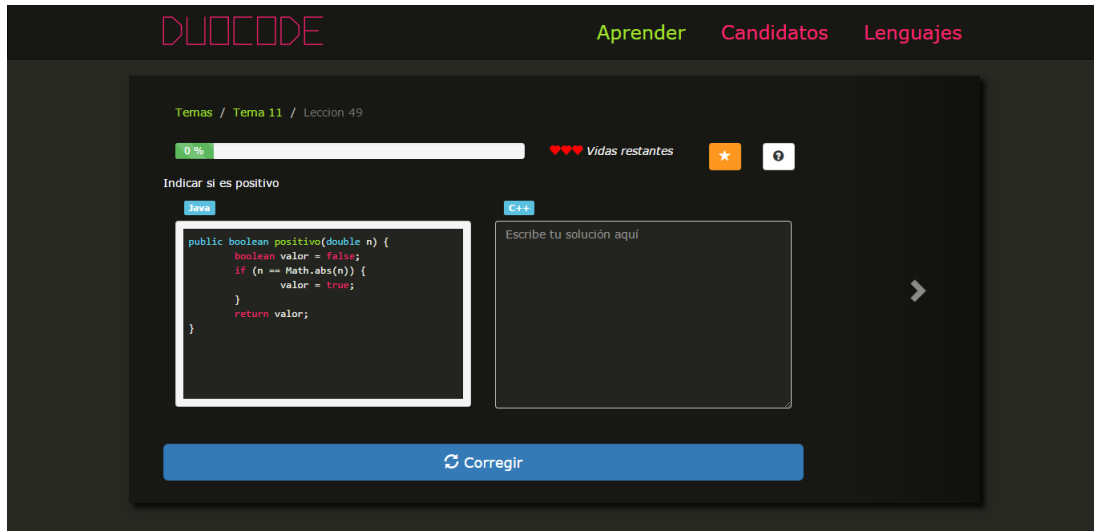 DUOCODE
Aprender Candidatos Lenguajes
Temas / Tema 11 / Leccion 49
0 % Vidas restantes
Indicar si es positivo
Java
public boolean positivo(double n) {
boolean valor = false;
if (n == Math.abs(n)) {
valor = true;
}
return valor;
}
C++
Escribe tu solución aquí
Corregir